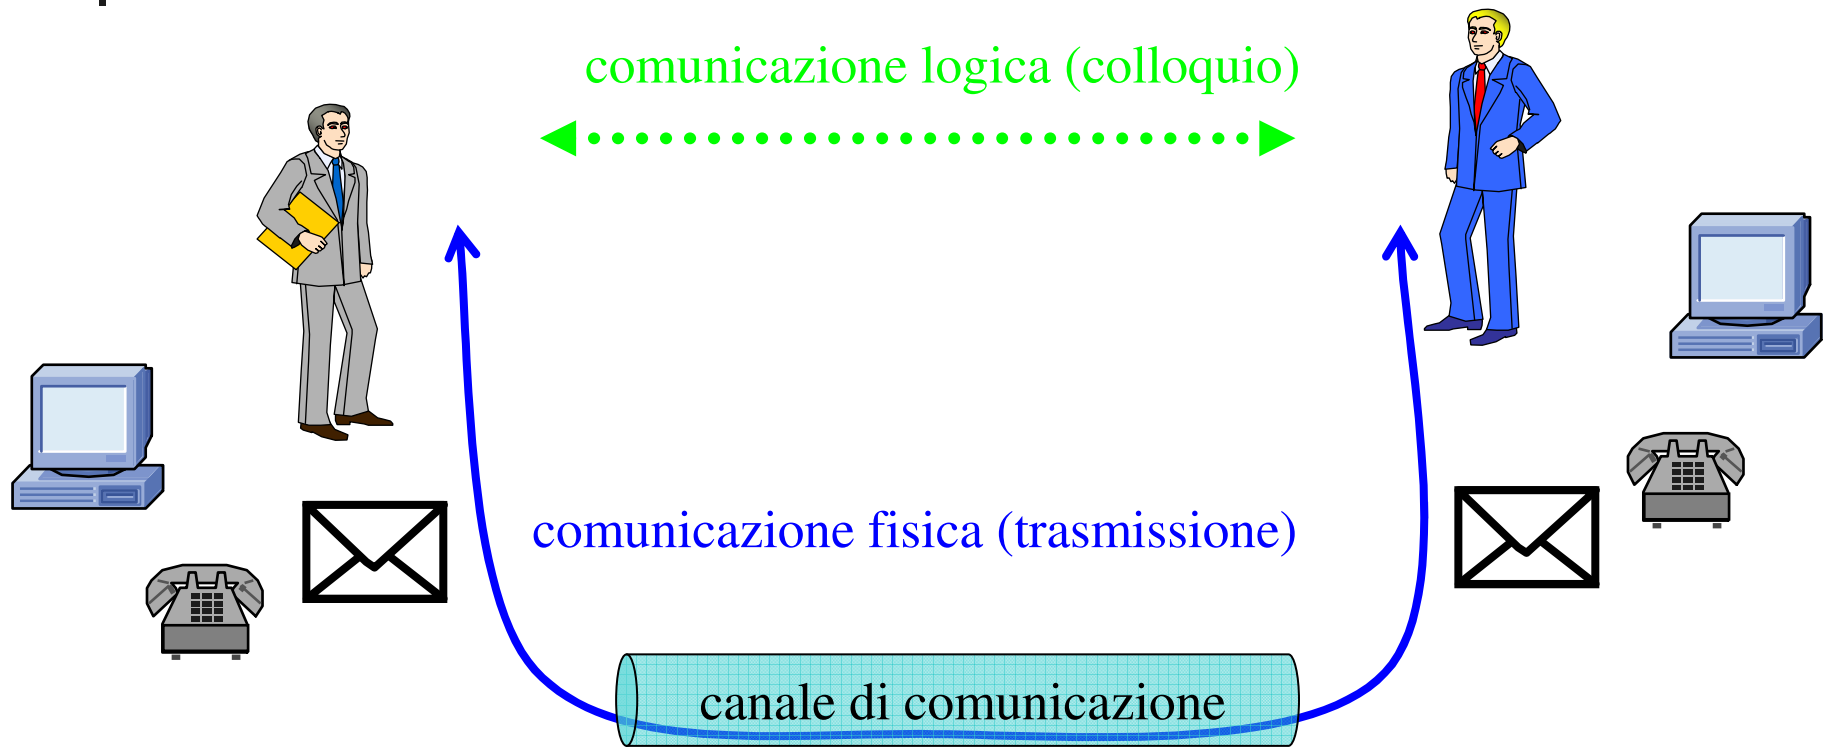 comunicazione logica (colloquio)
comunicazione fisica (trasmissione)
canale di comunicazione